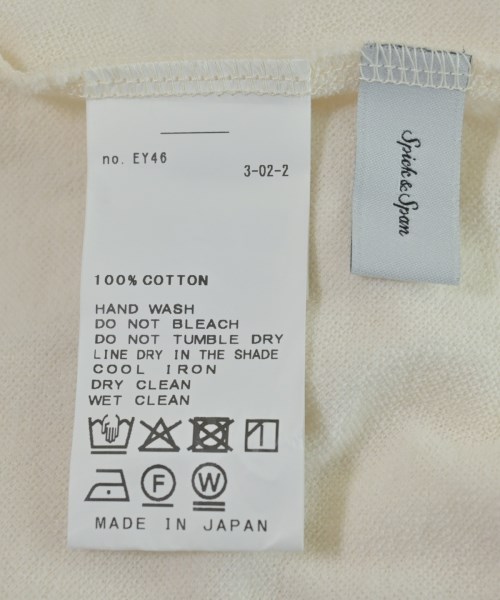 no. EY46
3-02-2
100% COTTON
HAND WASH
DO NOT BLEACH
DO NOT TUMBLE DRY
LINE DRY IN THE SHADE
COOL IRON
DRY CLEAN
WET CLEAN
F W
MADE IN JAPAN
Spick & Span